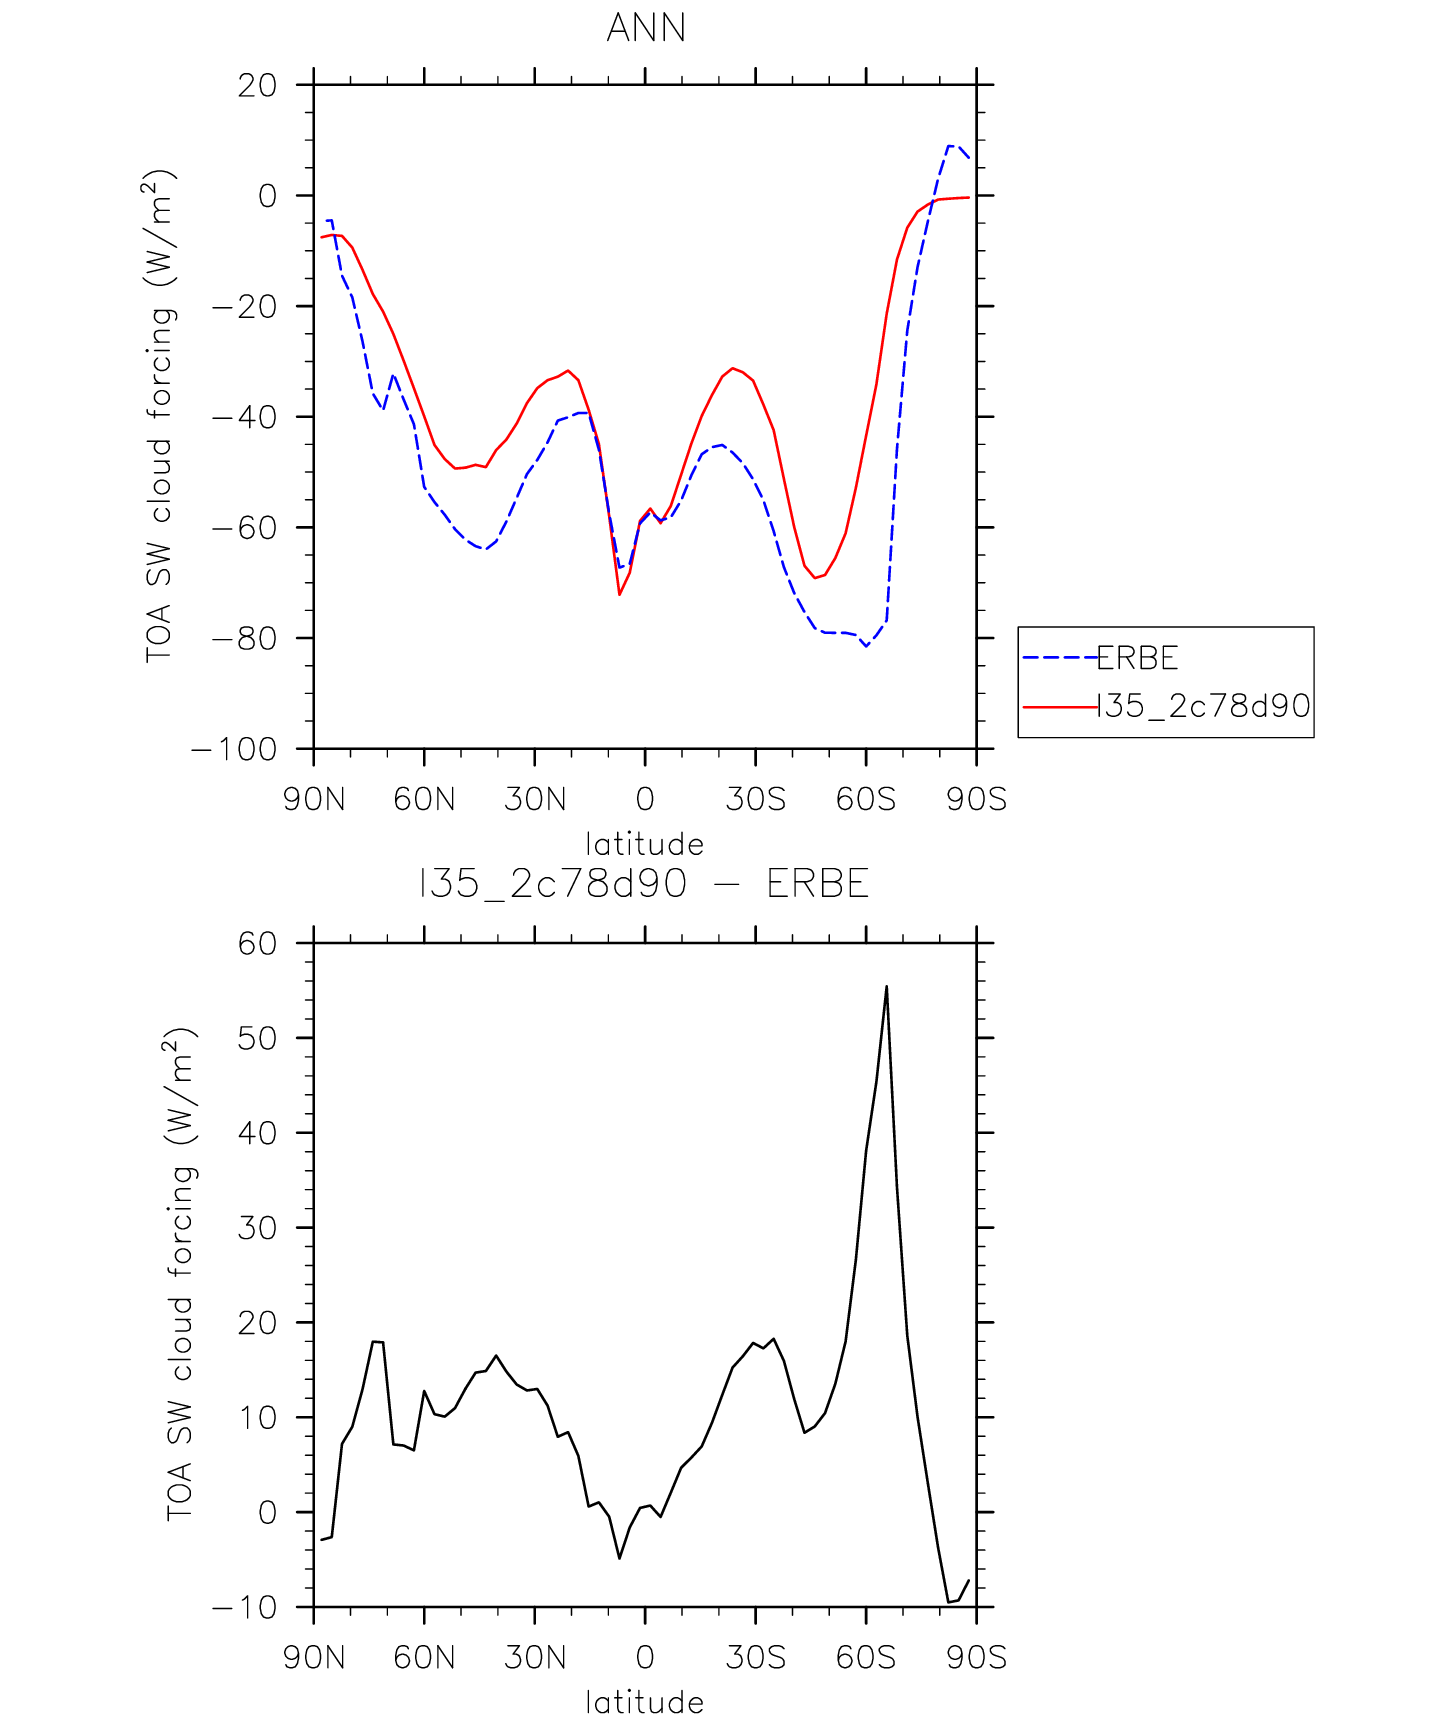 ANN
TOA SW cloud forcing (W/m²)
20
0
−20
−40
−60
−80
−100
90N 60N 30N 0 30S 60S 90S
latitude
ERBE
I35_2c78d90
I35_2c78d90 − ERBE
TOA SW cloud forcing (W/m²)
60
50
40
30
20
10
0
−10
90N 60N 30N 0 30S 60S 90S
latitude